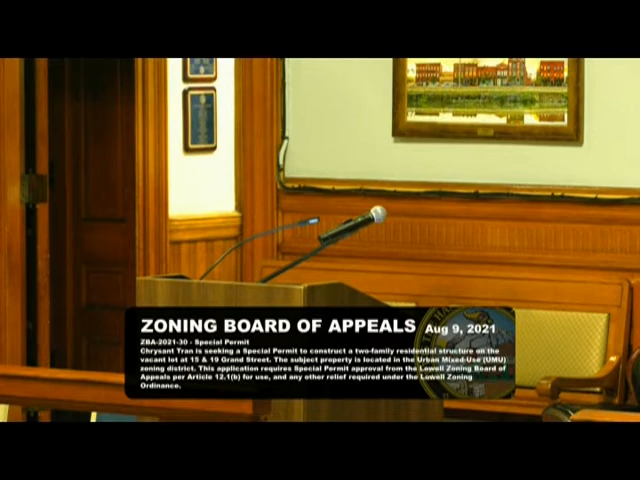 ZONING BOARD OF APPEALS Aug 9, 2021
ZBA-2021-30 - Special Permit
Chrysant Tran is seeking a Special Permit to construct a two-family residential structure on the
vacant lot at 15 & 19 Grand Street. The subject property is located in the Urban Mixed-Use (UMU)
zoning district. This application requires Special Permit approval from the Lowell Zoning Board of
Appeals per Article 12.1(b) for use, and any other relief required under the Lowell Zoning
Ordinance.